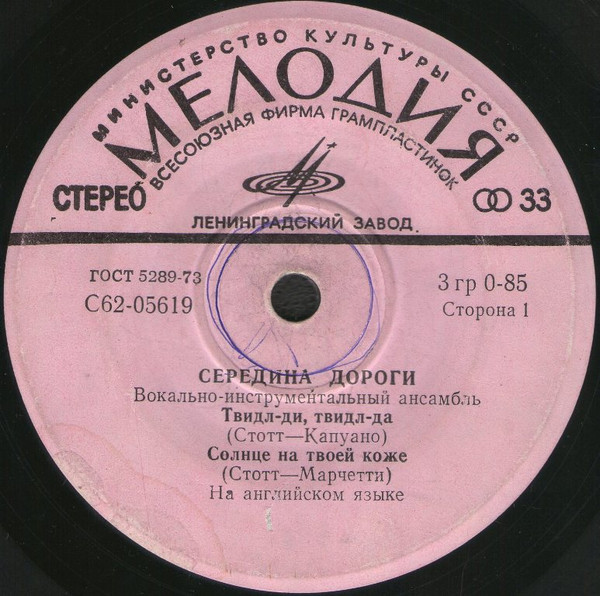 МИНИСТЕРСТВО КУЛЬТУРЫ СССР
МЕЛОДИЯ
ВСЕСОЮЗНАЯ ФИРМА ГРАМПЛАСТИНОК
СТЕРЕО
33
ЛЕНИНГРАДСКИЙ ЗАВОД
ГОСТ 5289-73
С62-05619
3 гр 0-85
Сторона 1
СЕРЕДИНА ДОРОГИ
Вокально-инструментальный ансамбль
Твидл-ди, твидл-да
(Стотт—Капуано)
Солнце на твоей коже
(Стотт—Марчетти)
На английском языке